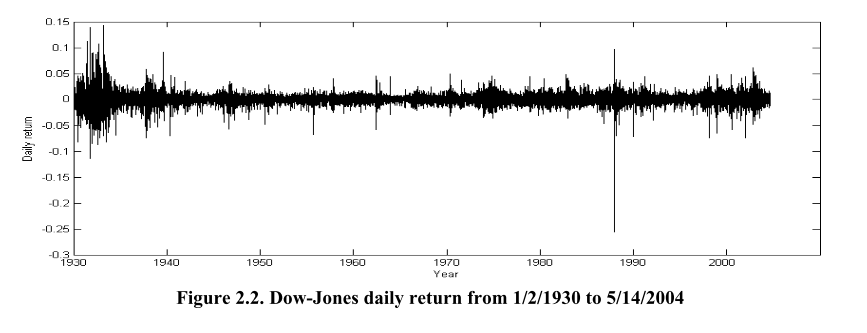 0.15
0.1
0.05
0
-0.05
-0.1
-0.15
-0.2
-0.25
-0.3
Daily return
1930 1940 1950 1960 1970 1980 1990 2000
Year
Figure 2.2. Dow-Jones daily return from 1/2/1930 to 5/14/2004